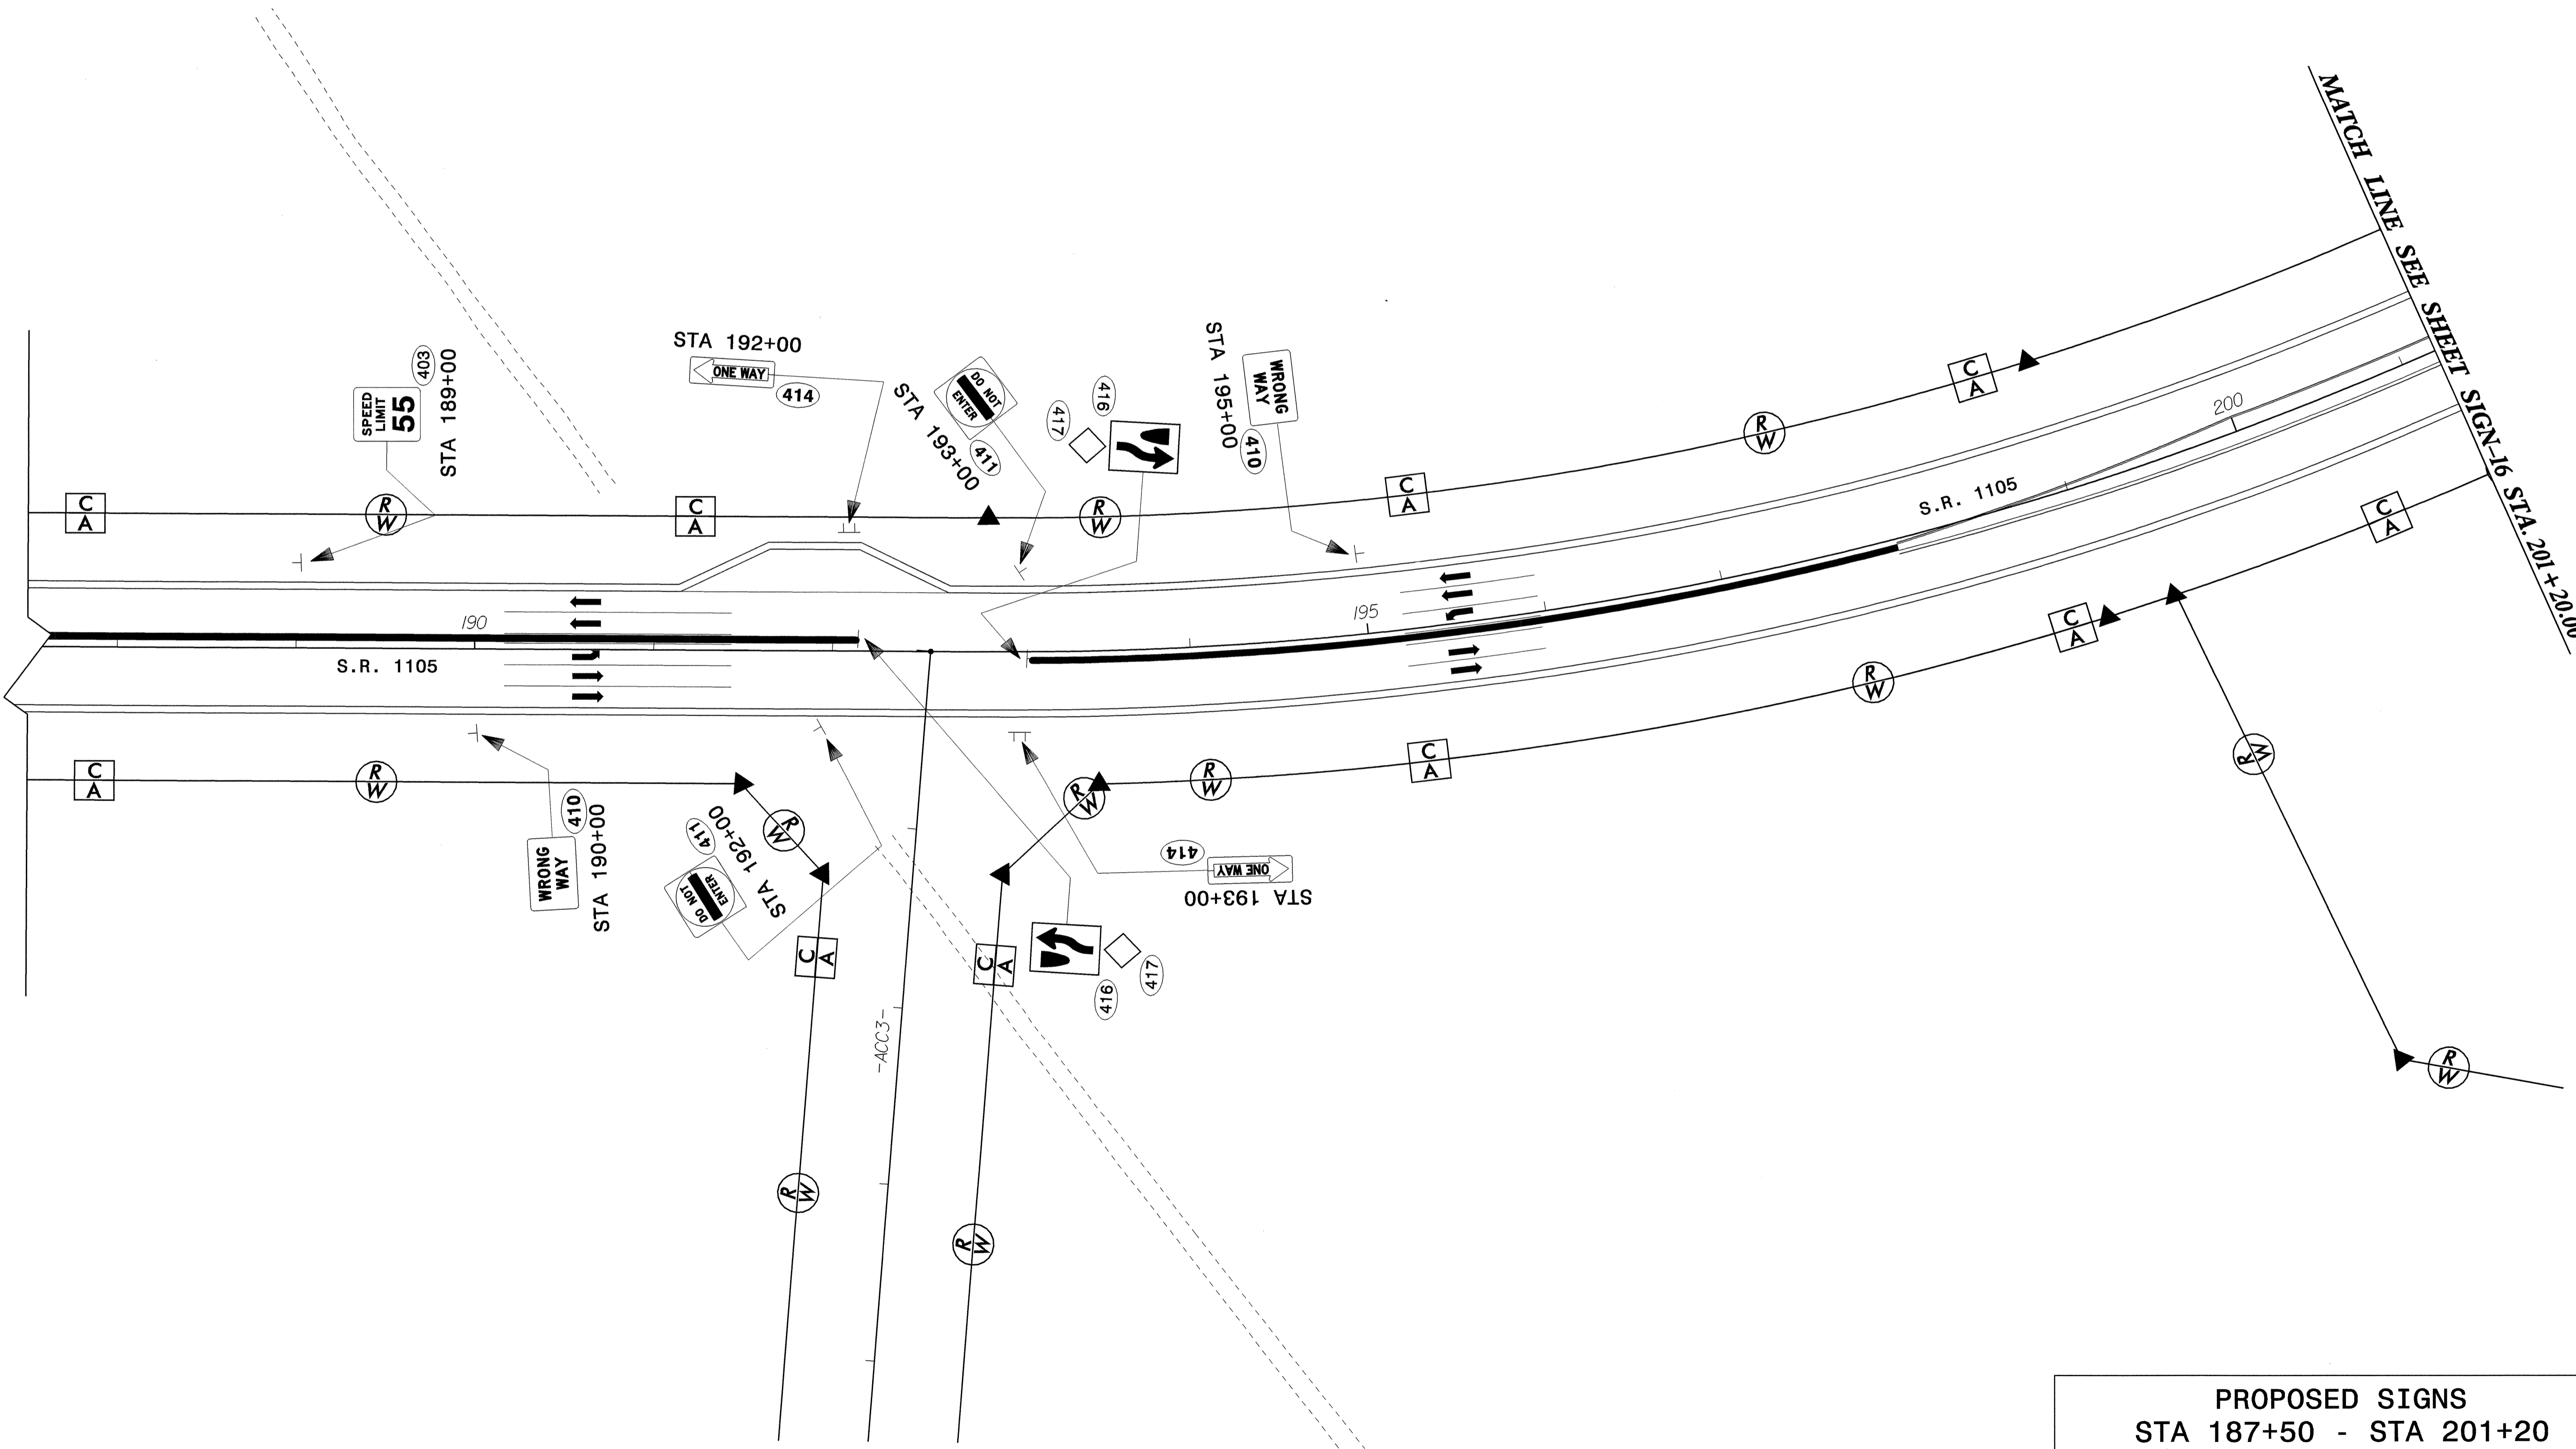 MATCH LINE SEE SHEET SIGN-16 STA. 201+20.00
STA 192+00
ONE WAY
414
SPEED
LIMIT
55
403
STA 189+00
DO NOT
ENTER
411
STA 193+00
416
417
WRONG
WAY
410
STA 195+00
C
A
R
W
C
A
R
W
C
A
R
W
C
A
200
S.R. 1105
C
A
190
S.R. 1105
195
C
A
R
W
C
A
R
W
R
W
R
W
C
A
R
W
R
W
WRONG
WAY
410
STA 190+00
DO NOT
ENTER
411
STA 192+00
414
ONE WAY
STA 193+00
416
417
C
A
C
A
-ACC3-
R
W
R
W
R
W
PROPOSED SIGNS
STA 187+50 - STA 201+20